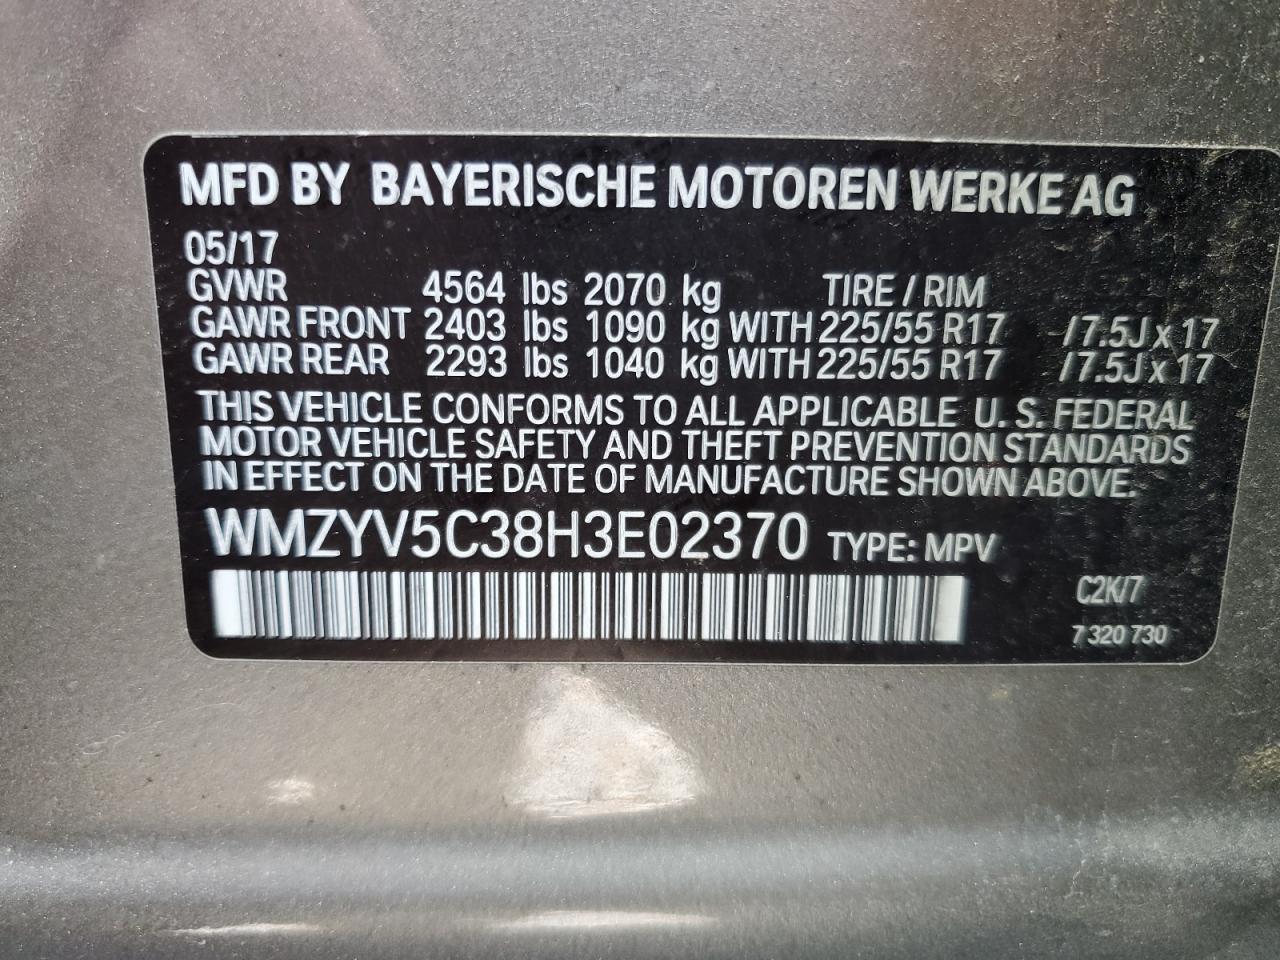 MFD BY BAYERISCHE MOTOREN WERKE AG
05/17
GVWR 4564 lbs 2070 kg TIRE / RIM
GAWR FRONT 2403 lbs 1090 kg WITH 225/55 R17 /7.5J x 17
GAWR REAR 2293 lbs 1040 kg WITH 225/55 R17 /7.5J x 17
THIS VEHICLE CONFORMS TO ALL APPLICABLE U. S. FEDERAL
MOTOR VEHICLE SAFETY AND THEFT PREVENTION STANDARDS
IN EFFECT ON THE DATE OF MANUFACTURE SHOWN ABOVE.
WMZYV5C38H3E02370 TYPE: MPV
C2K/7
7 320 730